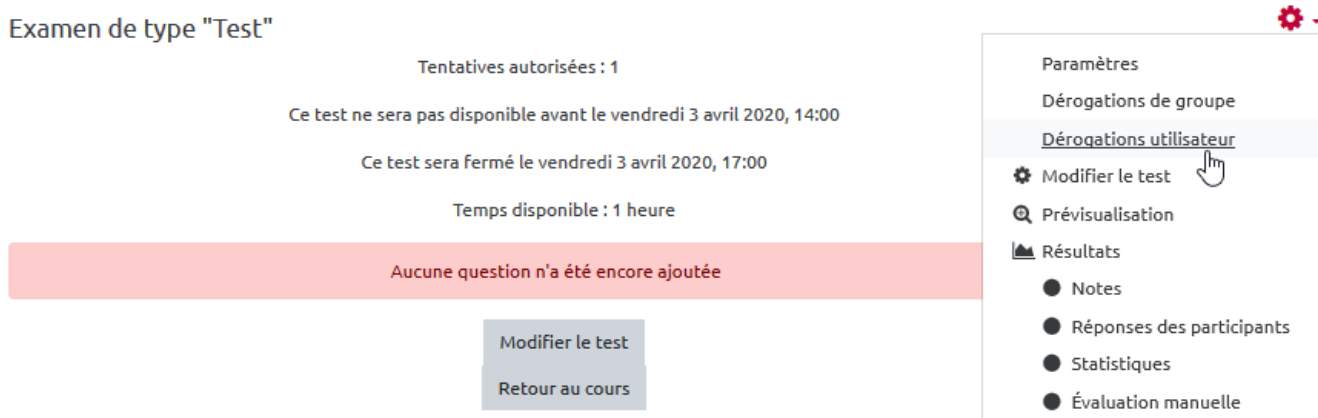 Examen de type "Test"
Tentatives autorisées : 1
Ce test ne sera pas disponible avant le vendredi 3 avril 2020, 14:00
Ce test sera fermé le vendredi 3 avril 2020, 17:00
Temps disponible : 1 heure
Aucune question n'a été encore ajoutée
Modifier le test
Retour au cours
Paramètres
Dérogations de groupe
Dérogations utilisateur
Modifier le test
Prévisualisation
Résultats
Notes
Réponses des participants
Statistiques
Évaluation manuelle